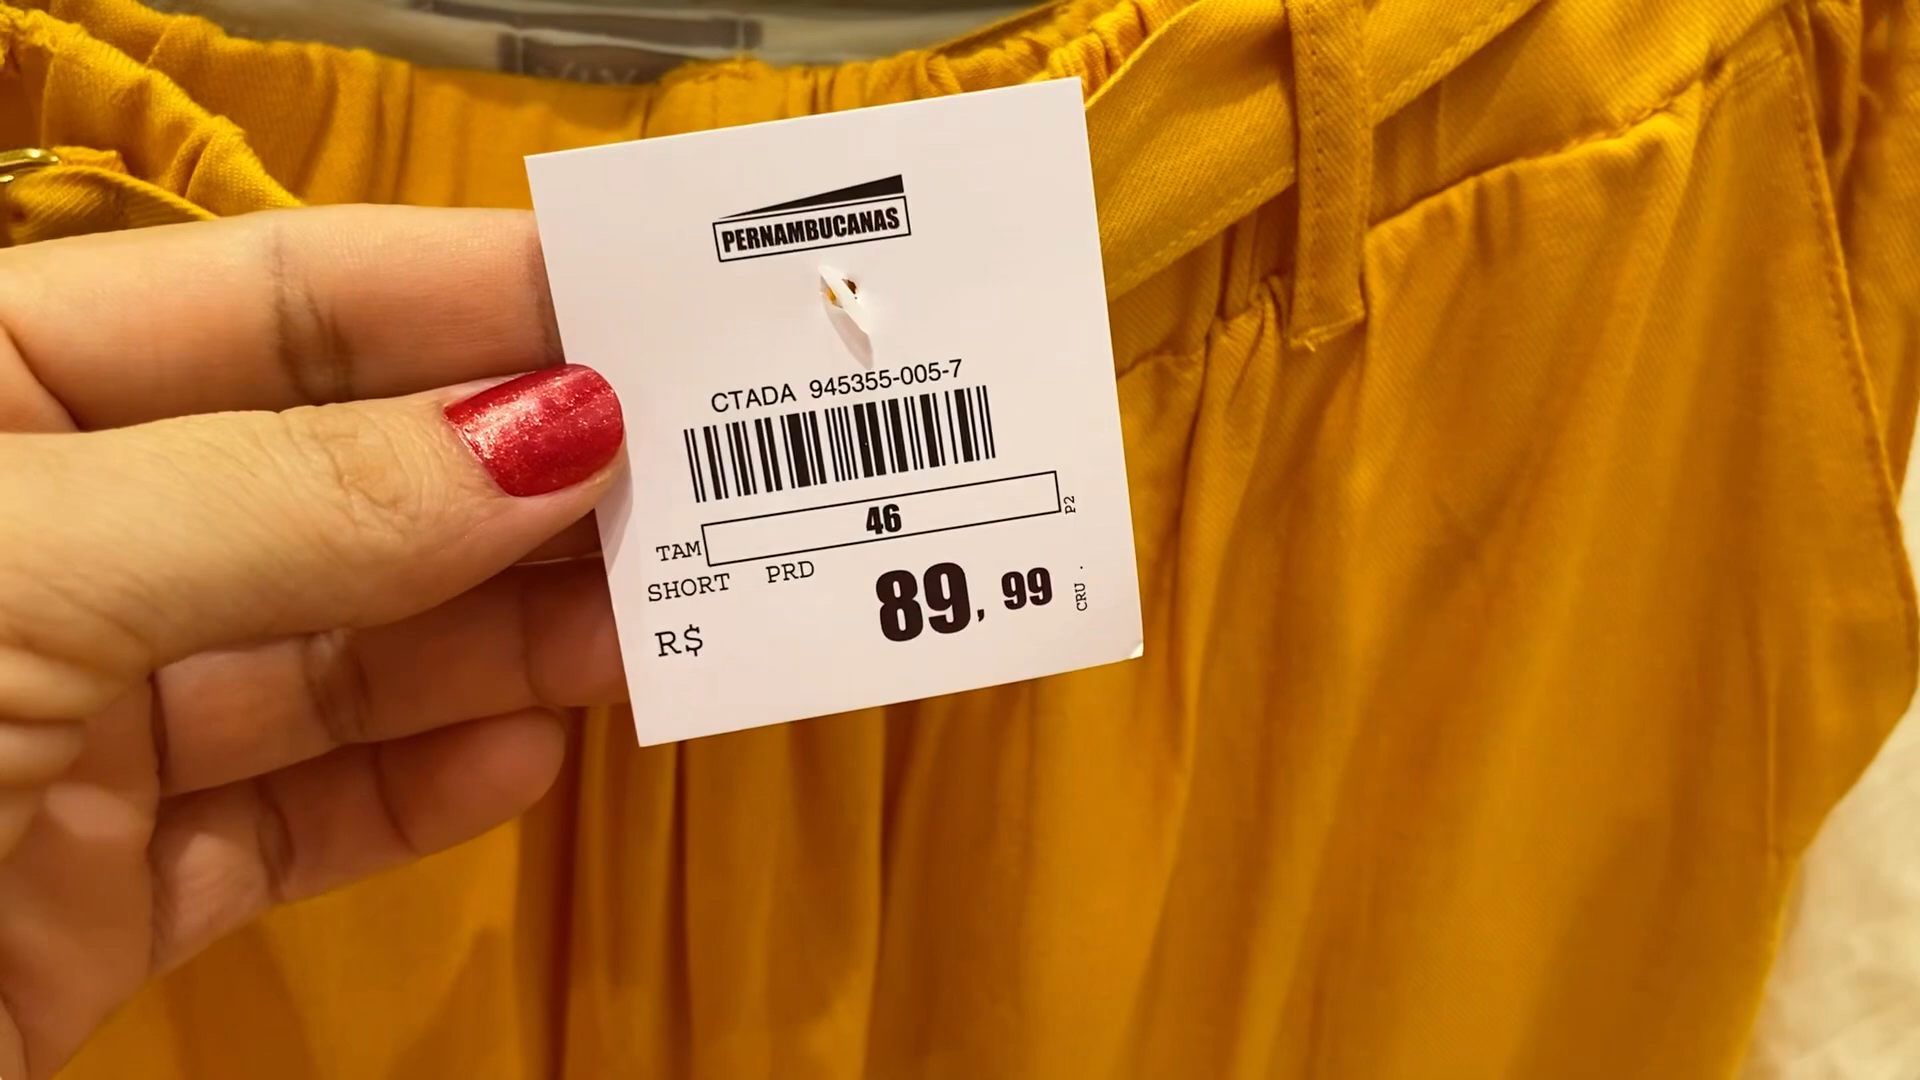 PERNAMBUCANAS
CTADA 945355-005-7
TAM 46 P2
SHORT PRD
R$ 89,99 CRU .